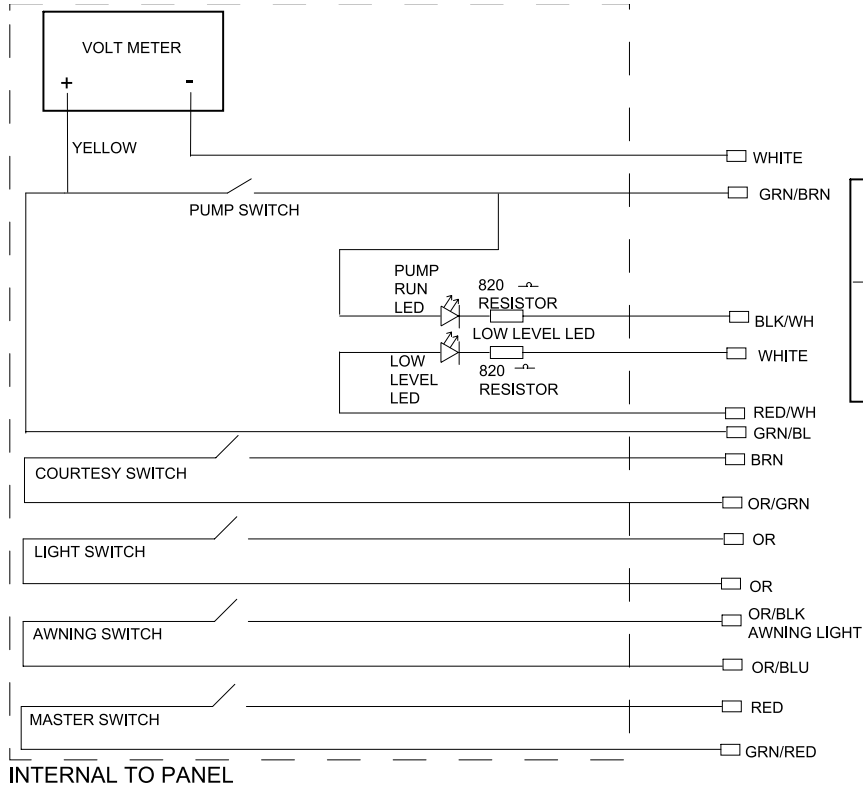 VOLT METER
+ -
YELLOW
WHITE
GRN/BRN
PUMP SWITCH
PUMP
RUN
LED
820
RESISTOR
BLK/WH
LOW LEVEL LED
WHITE
LOW
LEVEL
LED
820
RESISTOR
RED/WH
GRN/BL
BRN
COURTESY SWITCH
OR/GRN
OR
LIGHT SWITCH
OR
OR/BLK
AWNING LIGHT
AWNING SWITCH
OR/BLU
RED
MASTER SWITCH
GRN/RED
INTERNAL TO PANEL